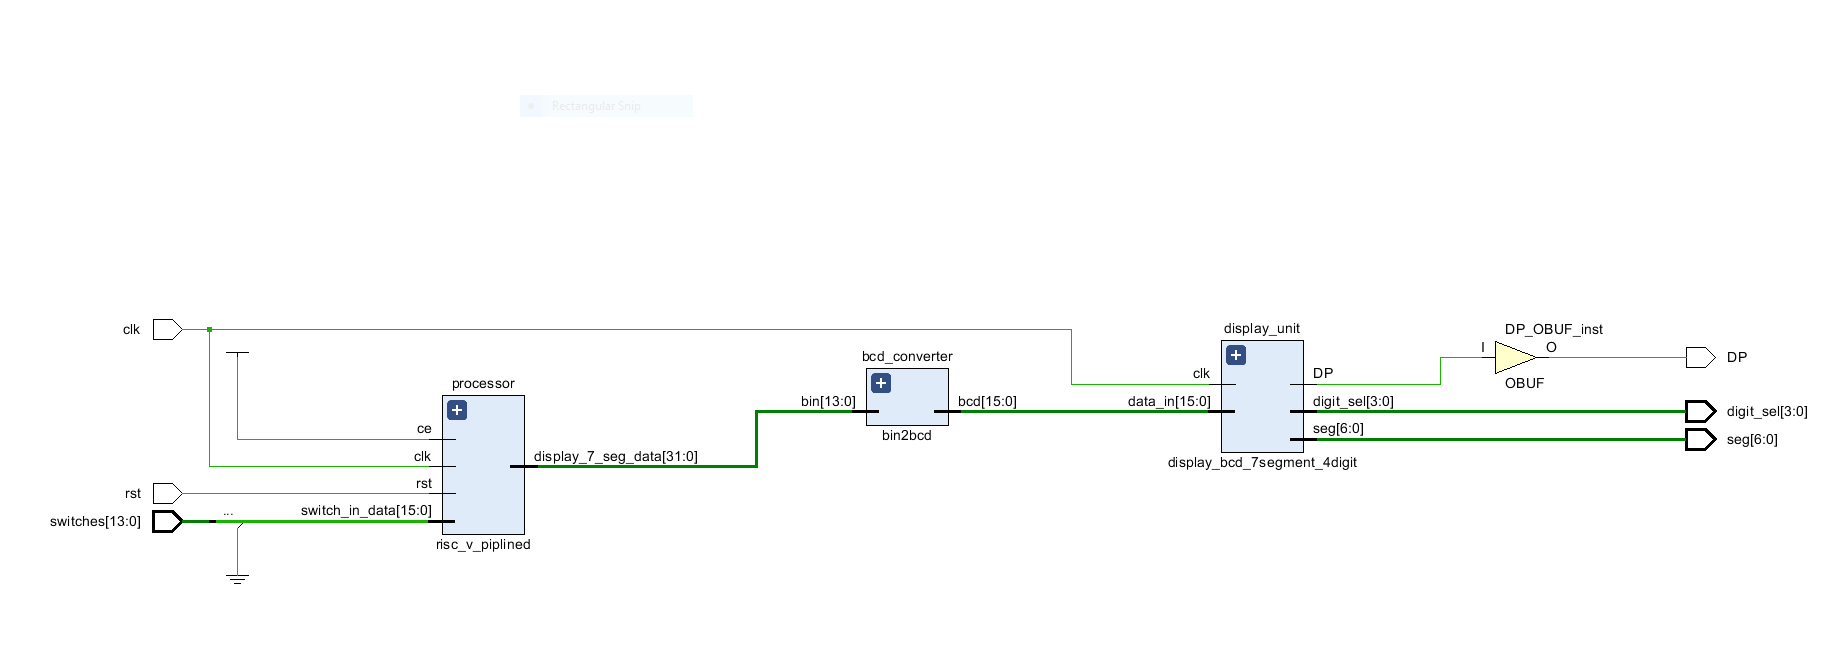 Rectangular Snip
clk
processor
ce
clk
rst
switch_in_data[15:0]
display_7_seg_data[31:0]
risc_v_piplined
rst
switches[13:0]
...
bcd_converter
bin[13:0]
bcd[15:0]
bin2bcd
display_unit
clk
data_in[15:0]
DP
digit_sel[3:0]
seg[6:0]
display_bcd_7segment_4digit
DP_OBUF_inst
I
O
OBUF
DP
digit_sel[3:0]
seg[6:0]